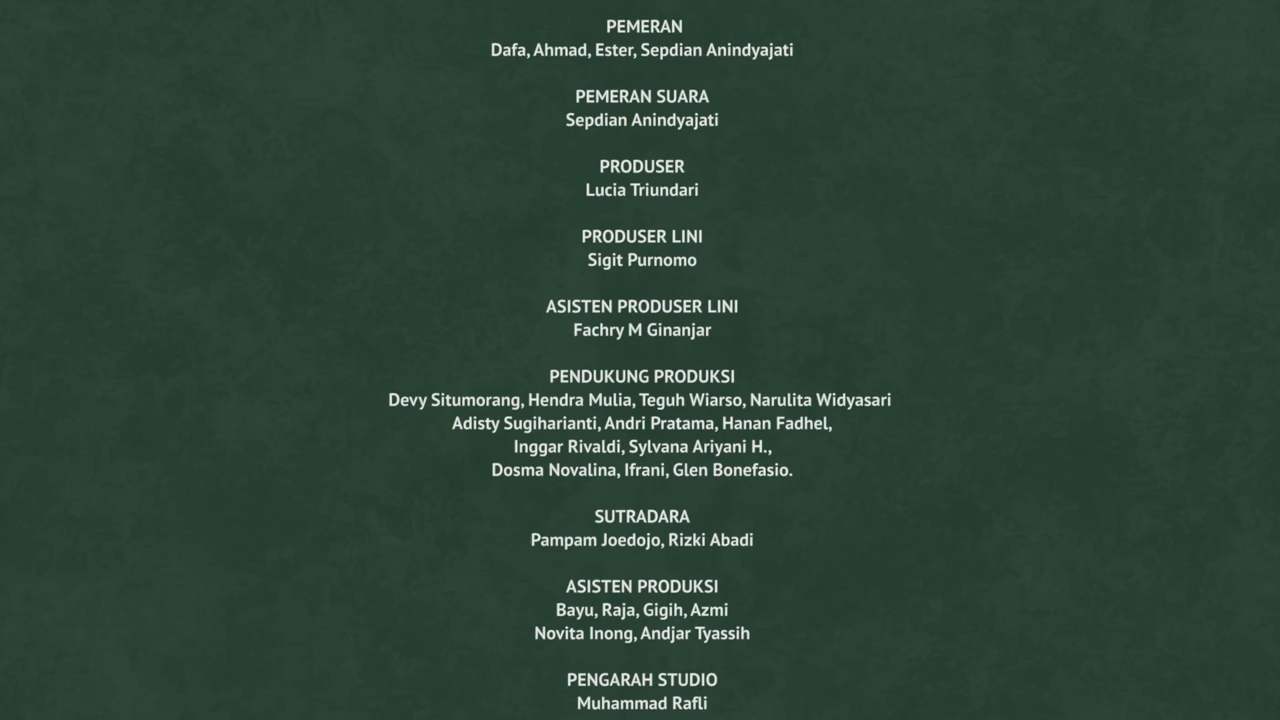 PEMERAN
Dafa, Ahmad, Ester, Sepdian Anindyajati
PEMERAN SUARA
Sepdian Anindyajati
PRODUSER
Lucia Triundari
PRODUSER LINI
Sigit Purnomo
ASISTEN PRODUSER LINI
Fachry M Ginanjar
PENDUKUNG PRODUKSI
Devy Situmorang, Hendra Mulia, Teguh Wiarso, Narulita Widyasari
Adisty Sugiharianti, Andri Pratama, Hanan Fadhel,
Inggar Rivaldi, Sylvana Ariyani H.,
Dosma Novalina, Ifrani, Glen Bonefasio.
SUTRADARA
Pampam Joedojo, Rizki Abadi
ASISTEN PRODUKSI
Bayu, Raja, Gigih, Azmi
Novita Inong, Andjar Tyassih
PENGARAH STUDIO
Muhammad Rafli